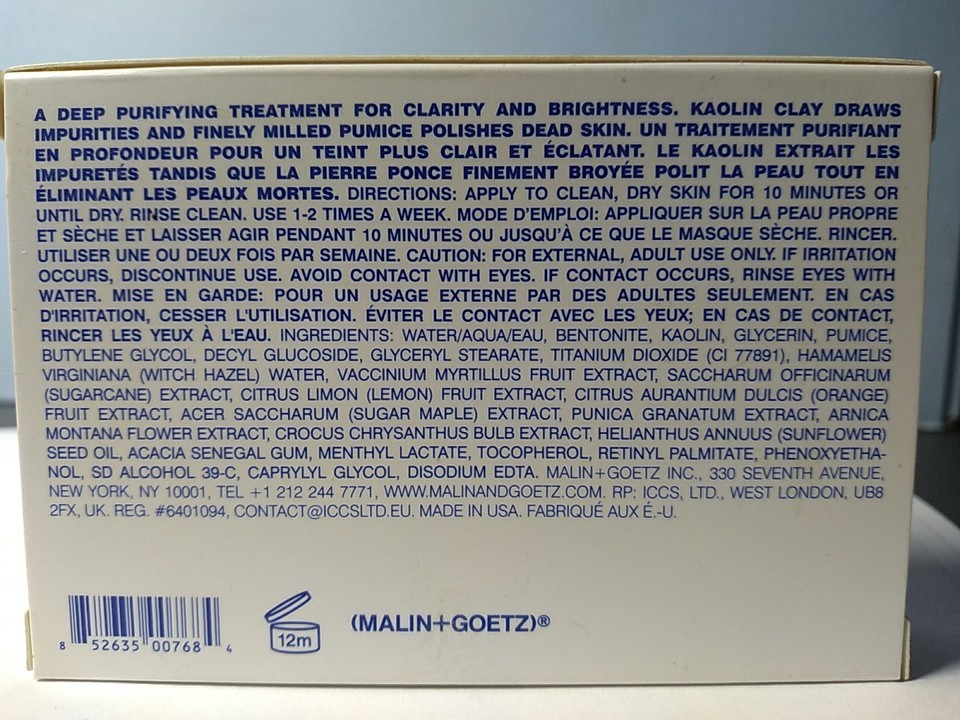 A DEEP PURIFYING TREATMENT FOR CLARITY AND BRIGHTNESS. KAOLIN CLAY DRAWS
IMPURITIES AND FINELY MILLED PUMICE POLISHES DEAD SKIN. UN TRAITEMENT PURIFIANT
EN PROFONDEUR POUR UN TEINT PLUS CLAIR ET ÉCLATANT. LE KAOLIN EXTRAIT LES
IMPURETÉS TANDIS QUE LA PIERRE PONCE FINEMENT BROYÉE POLIT LA PEAU TOUT EN
ÉLIMINANT LES PEAUX MORTES. DIRECTIONS: APPLY TO CLEAN, DRY SKIN FOR 10 MINUTES OR
UNTIL DRY. RINSE CLEAN. USE 1-2 TIMES A WEEK. MODE D'EMPLOI: APPLIQUER SUR LA PEAU PROPRE
ET SÈCHE ET LAISSER AGIR PENDANT 10 MINUTES OU JUSQU'À CE QUE LE MASQUE SÈCHE. RINCER.
UTILISER UNE OU DEUX FOIS PAR SEMAINE. CAUTION: FOR EXTERNAL, ADULT USE ONLY. IF IRRITATION
OCCURS, DISCONTINUE USE. AVOID CONTACT WITH EYES. IF CONTACT OCCURS, RINSE EYES WITH
WATER. MISE EN GARDE: POUR UN USAGE EXTERNE PAR DES ADULTES SEULEMENT. EN CAS
D'IRRITATION, CESSER L'UTILISATION. ÉVITER LE CONTACT AVEC LES YEUX; EN CAS DE CONTACT,
RINCER LES YEUX À L'EAU. INGREDIENTS: WATER/AQUA/EAU, BENTONITE, KAOLIN, GLYCERIN, PUMICE,
BUTYLENE GLYCOL, DECYL GLUCOSIDE, GLYCERYL STEARATE, TITANIUM DIOXIDE (CI 77891), HAMAMELIS
VIRGINIANA (WITCH HAZEL) WATER, VACCINIUM MYRTILLUS FRUIT EXTRACT, SACCHARUM OFFICINARUM
(SUGARCANE) EXTRACT, CITRUS LIMON (LEMON) FRUIT EXTRACT, CITRUS AURANTIUM DULCIS (ORANGE)
FRUIT EXTRACT, ACER SACCHARUM (SUGAR MAPLE) EXTRACT, PUNICA GRANATUM EXTRACT, ARNICA
MONTANA FLOWER EXTRACT, CROCUS CHRYSANTHUS BULB EXTRACT, HELIANTHUS ANNUUS (SUNFLOWER)
SEED OIL, ACACIA SENEGAL GUM, MENTHYL LACTATE, TOCOPHEROL, RETINYL PALMITATE, PHENOXYETHA-
NOL, SD ALCOHOL 39-C, CAPRYLYL GLYCOL, DISODIUM EDTA. MALIN+GOETZ INC., 330 SEVENTH AVENUE,
NEW YORK, NY 10001, TEL +1 212 244 7771, WWW.MALINANDGOETZ.COM. RP: ICCS, LTD., WEST LONDON, UB8
2FX, UK. REG. #6401094, CONTACT@ICCSLTD.EU. MADE IN USA. FABRIQUÉ AUX É.-U.
8 52635 00768 4
12m
(MALIN+GOETZ)®